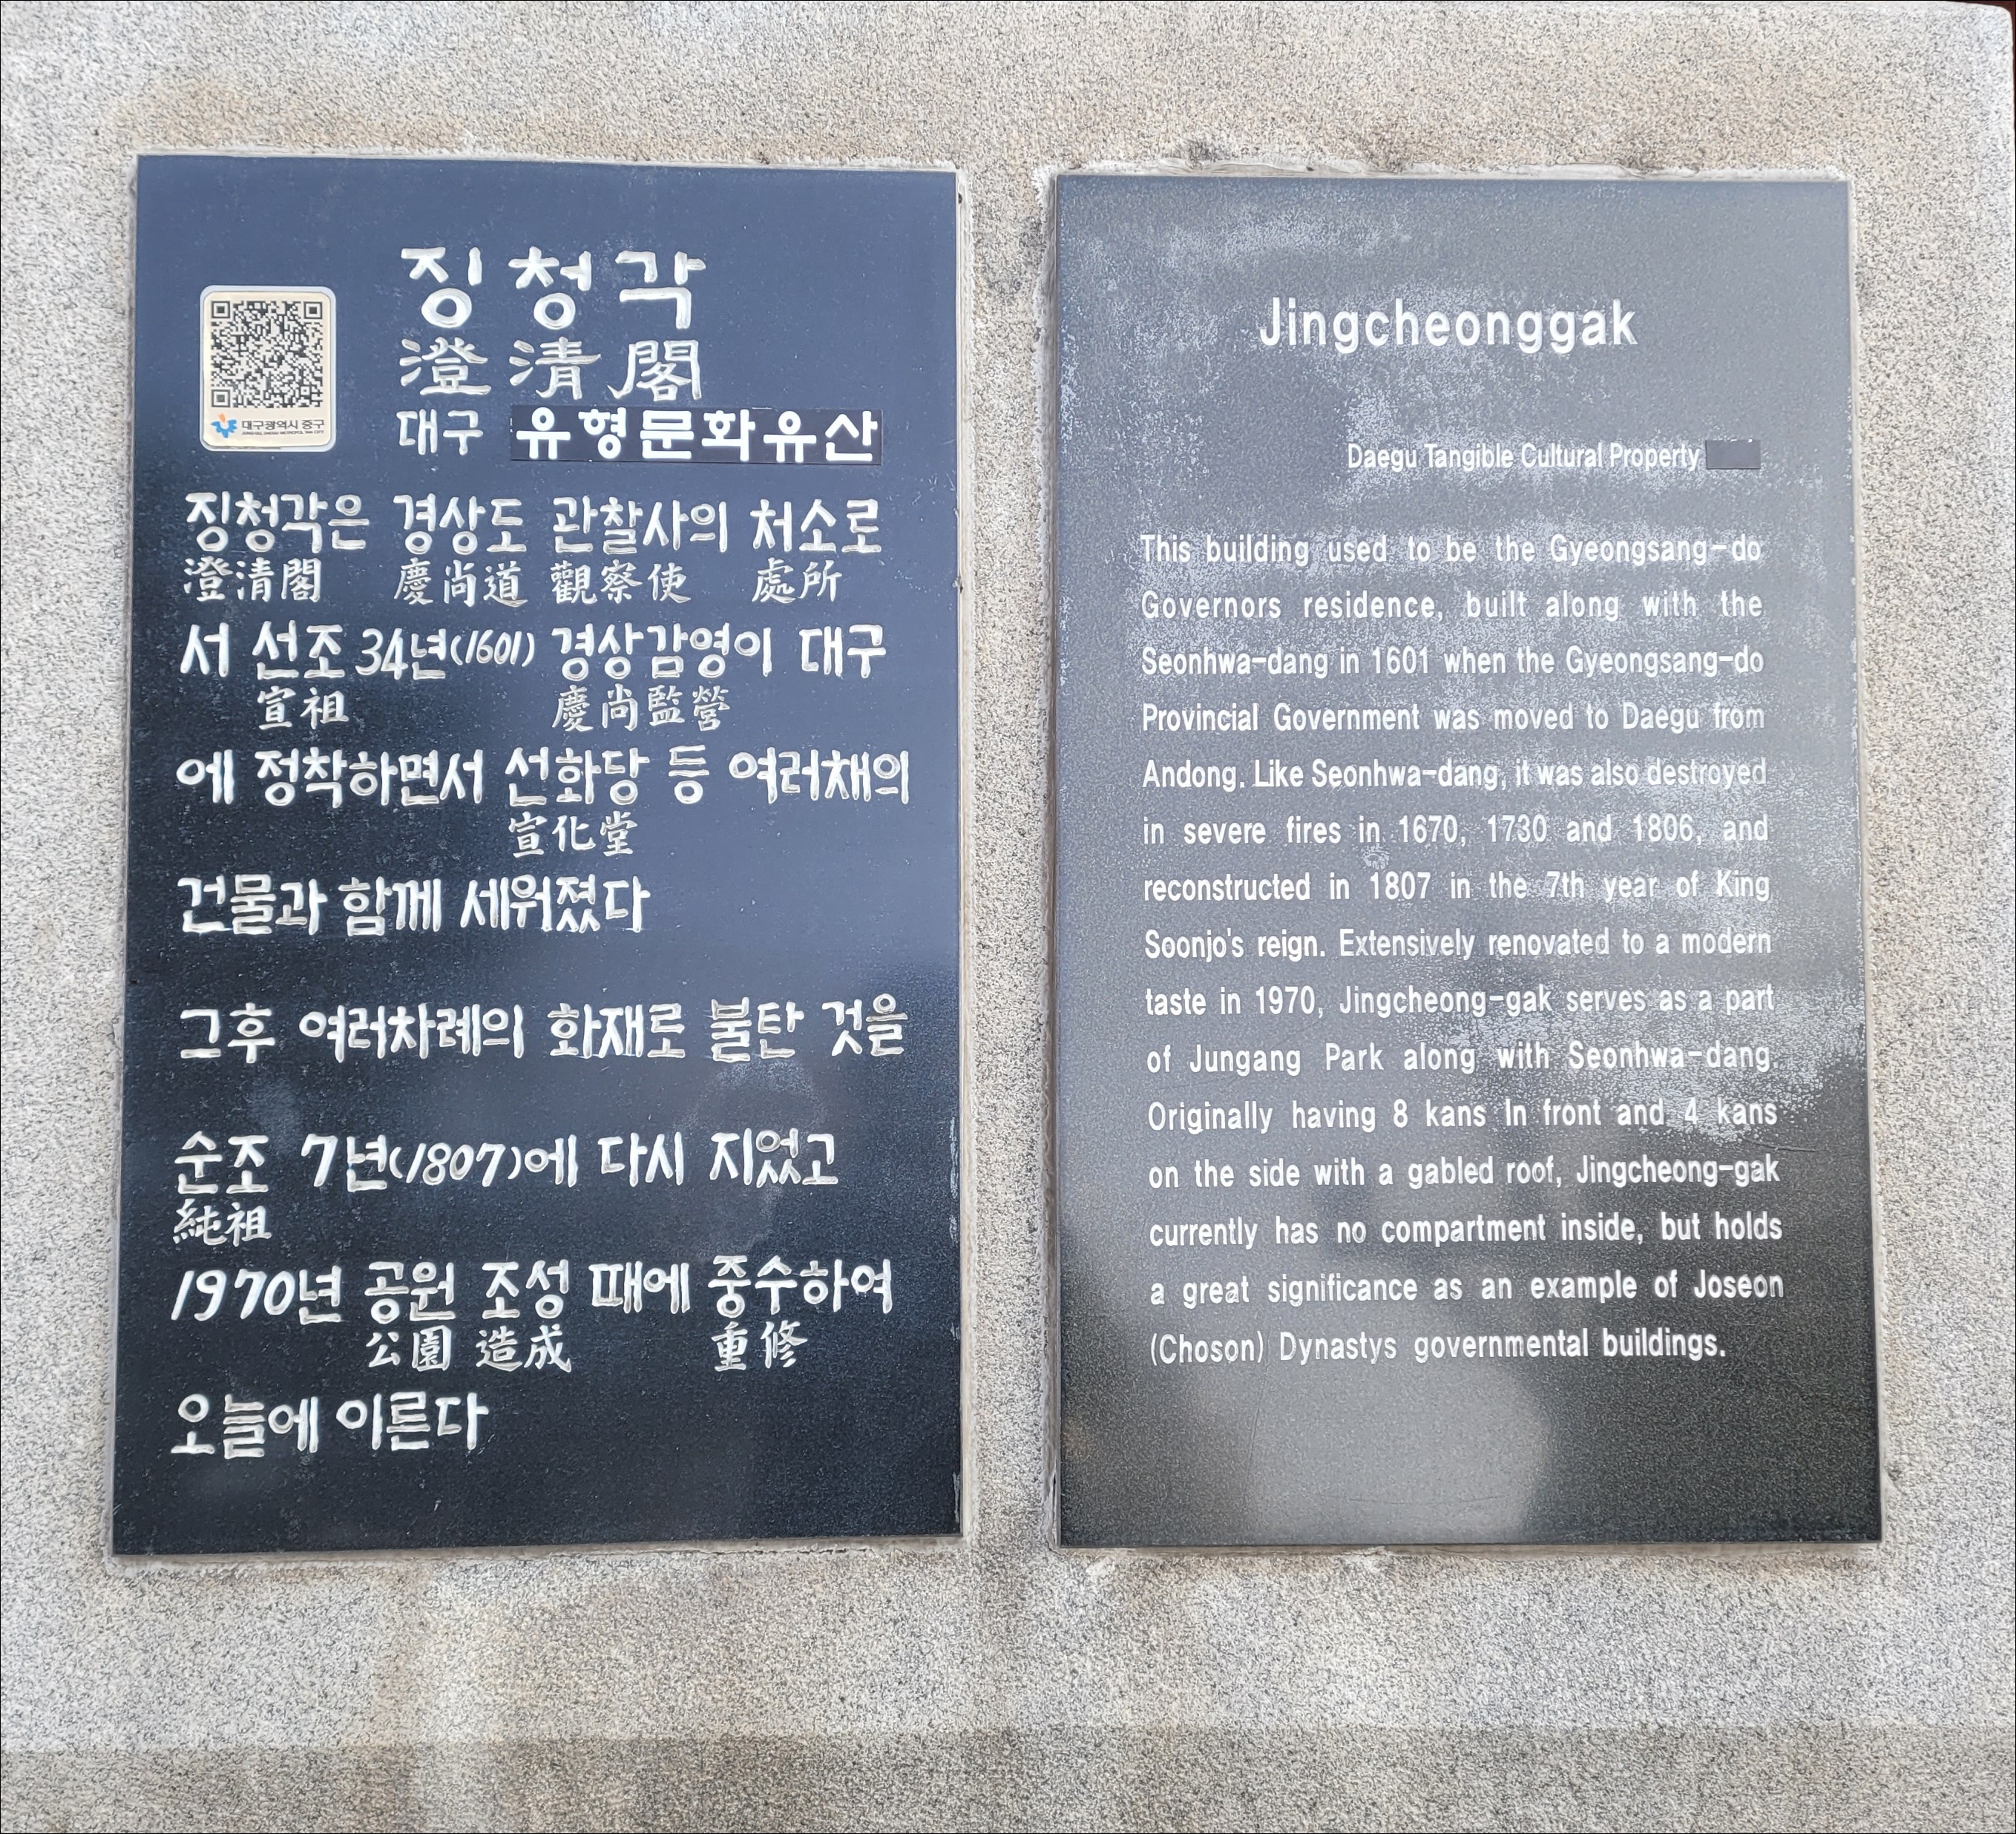 징청각
澄清閣
대구 유형문화유산
대구광역시 중구
징청각은 경상도 관찰사의 처소로
澄清閣 慶尚道 觀察使 處所
서 선조 34년(1601) 경상감영이 대구
宣祖 慶尚監營
에 정착하면서 선화당 등 여러채의
宣化堂
건물과 함께 세워졌다
그후 여러차례의 화재로 불탄 것을
순조 7년(1807)에 다시 지었고
純祖
1970년 공원 조성 때에 중수하여
公園 造成 重修
오늘에 이른다
Jingcheonggak
Daegu Tangible Cultural Property
This building used to be the Gyeongsang-do
Governors residence, built along with the
Seonhwa-dang in 1601 when the Gyeongsang-do
Provincial Government was moved to Daegu from
Andong. Like Seonhwa-dang, it was also destroyed
in severe fires in 1670, 1730 and 1806, and
reconstructed in 1807 in the 7th year of King
Soonjo's reign. Extensively renovated to a modern
taste in 1970, Jingcheong-gak serves as a part
of Jungang Park along with Seonhwa-dang.
Originally having 8 kans In front and 4 kans
on the side with a gabled roof, Jingcheong-gak
currently has no compartment inside, but holds
a great significance as an example of Joseon
(Choson) Dynastys governmental buildings.